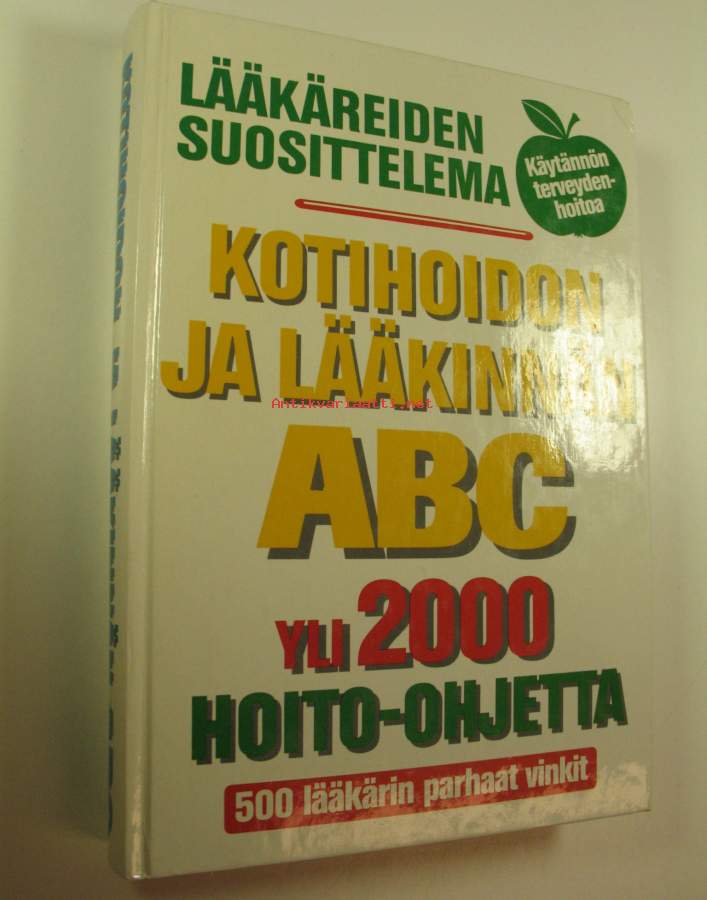 LÄÄKÄREIDEN
SUOSITTELEMA
Käytännön
terveyden-
hoitoa
KOTIHOIDON
JA LÄÄKINNÄN
Antikvariaatti.net
ABC
YLI 2000
HOITO-OHJETTA
500 lääkärin parhaat vinkit